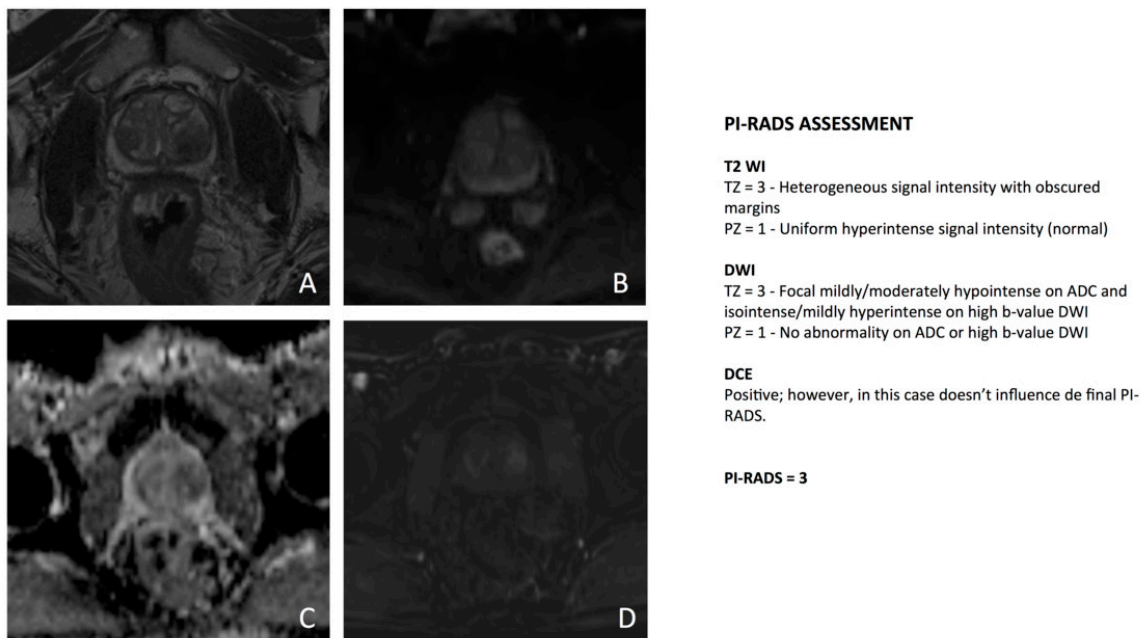 A
B
C
D
PI-RADS ASSESSMENT
T2 WI
TZ = 3 - Heterogeneous signal intensity with obscured
margins
PZ = 1 - Uniform hyperintense signal intensity (normal)
DWI
TZ = 3 - Focal mildly/moderately hypointense on ADC and
isointense/mildly hyperintense on high b-value DWI
PZ = 1 - No abnormality on ADC or high b-value DWI
DCE
Positive; however, in this case doesn't influence de final PI-
RADS.
PI-RADS = 3